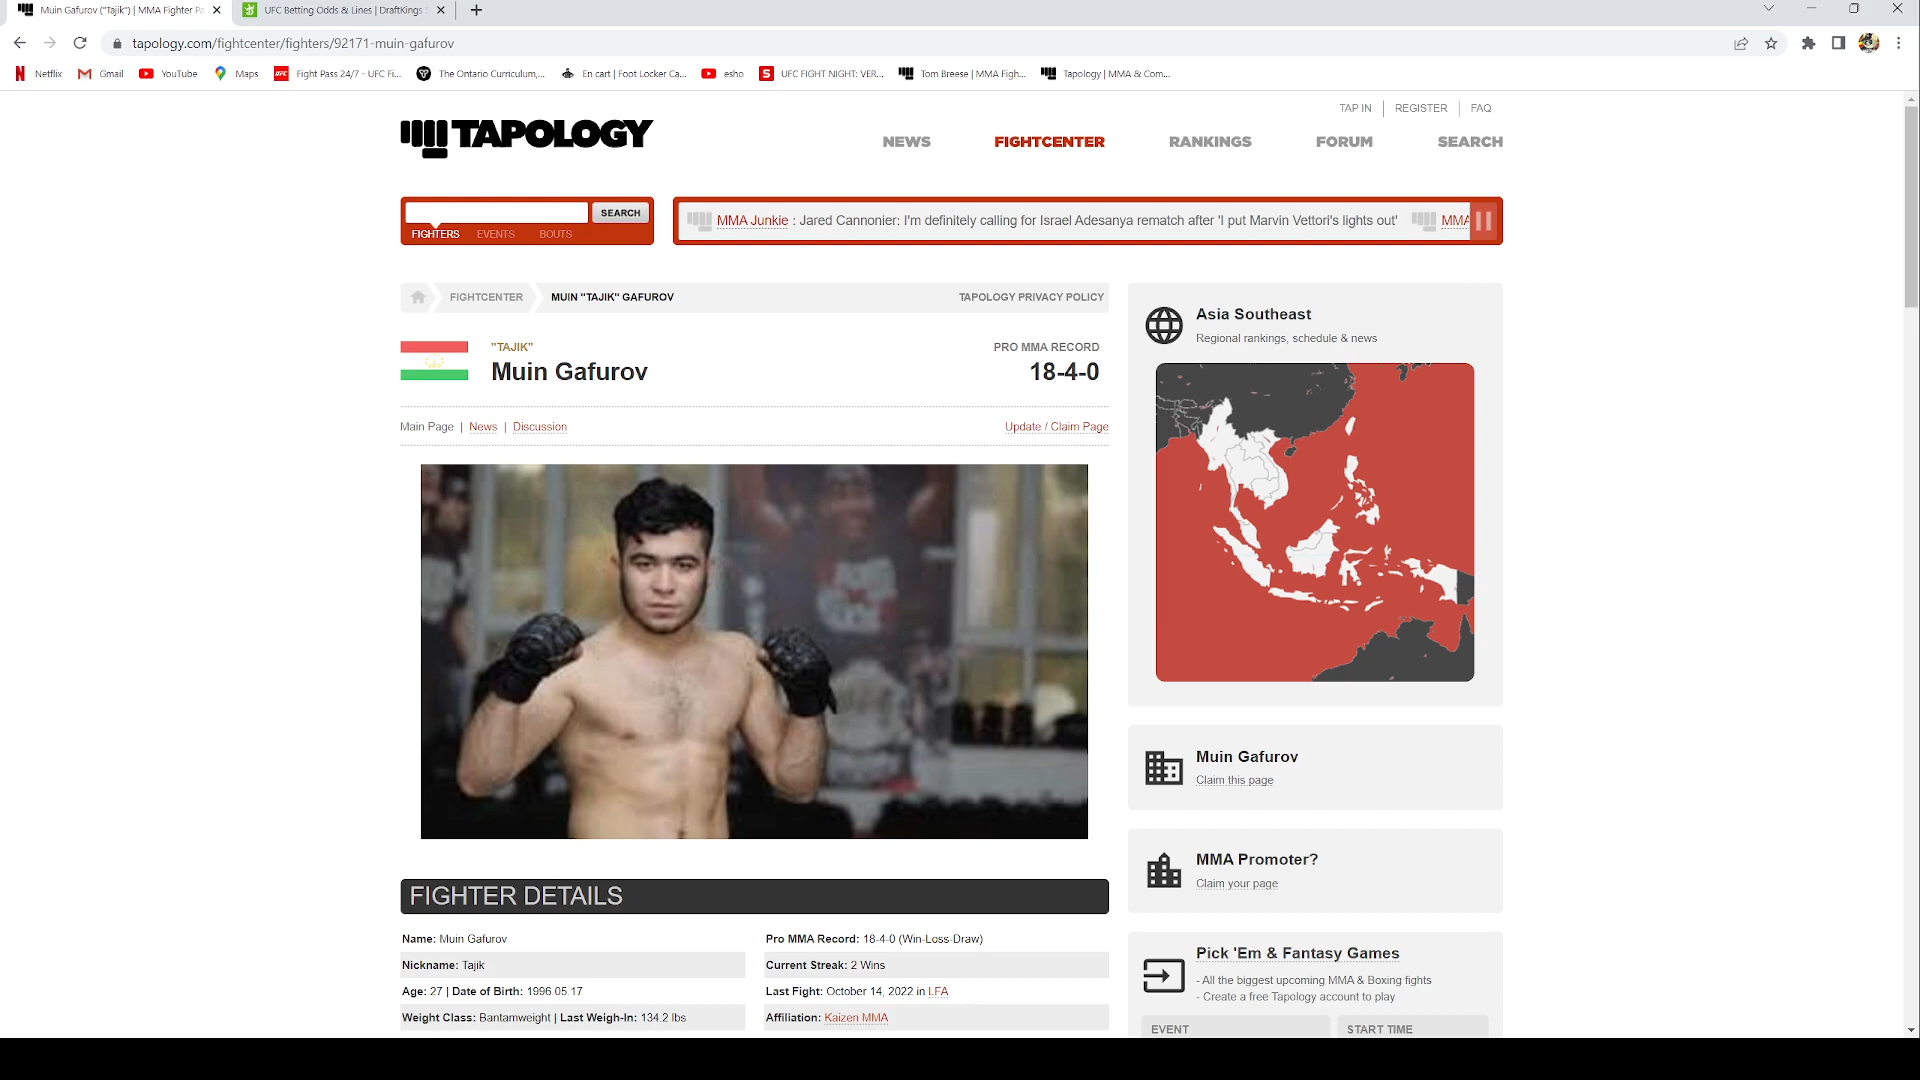 Muin Gafurov ("Tajik") | MMA Fighter Pa
UFC Betting Odds & Lines | DraftKings S
tapology.com/fightcenter/fighters/92171-muin-gafurov
Netflix
Gmail
YouTube
Maps
Fight Pass 24/7 - UFC Fi...
The Ontario Curriculum,...
En cart | Foot Locker Ca...
esho
UFC FIGHT NIGHT: VER...
Tom Breese | MMA Figh...
Tapology | MMA & Com...
TAP IN
REGISTER
FAQ
TAPOLOGY
NEWS
FIGHTCENTER
RANKINGS
FORUM
SEARCH
SEARCH
FIGHTERS
EVENTS
BOUTS
MMA Junkie : Jared Cannonier: I'm definitely calling for Israel Adesanya rematch after 'I put Marvin Vettori's lights out'
MMA
FIGHTCENTER
MUIN "TAJIK" GAFUROV
TAPOLOGY PRIVACY POLICY
"TAJIK"
Muin Gafurov
PRO MMA RECORD
18-4-0
Main Page | News | Discussion
Update / Claim Page
FIGHTER DETAILS
Name: Muin Gafurov
Pro MMA Record: 18-4-0 (Win-Loss-Draw)
Nickname: Tajik
Current Streak: 2 Wins
Age: 27 | Date of Birth: 1996.05.17
Last Fight: October 14, 2022 in LFA
Weight Class: Bantamweight | Last Weigh-In: 134.2 lbs
Affiliation: Kaizen MMA
Asia Southeast
Regional rankings, schedule & news
Muin Gafurov
Claim this page
MMA Promoter?
Claim your page
Pick 'Em & Fantasy Games
- All the biggest upcoming MMA & Boxing fights
- Create a free Tapology account to play
EVENT
START TIME